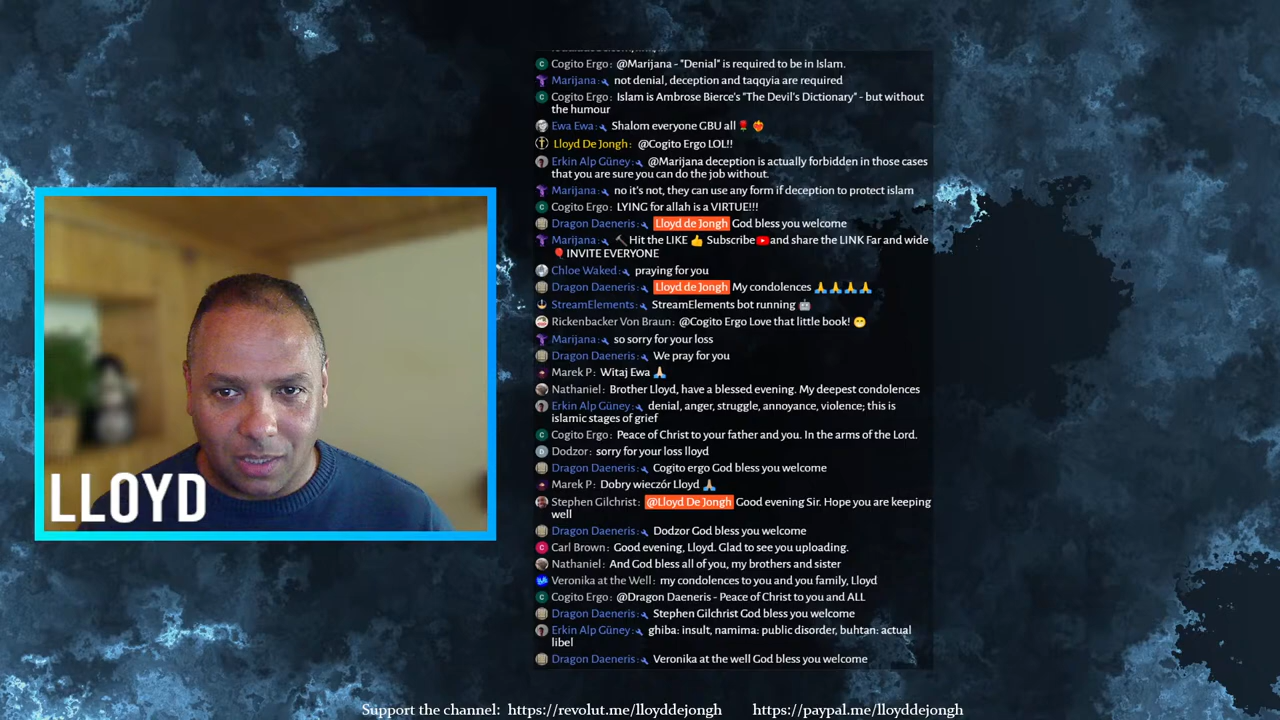 Cogito Ergo: @Marijana - "Denial" is required to be in Islam.
Marijana: not denial, deception and taqqyia are required
Cogito Ergo: Islam is Ambrose Bierce's "The Devil's Dictionary" - but without
the humour
Ewa Ewa: Shalom everyone GBU all🌹 ❤️‍🔥
Lloyd De Jongh: @Cogito Ergo LOL!!
Erkin Alp Güney: @Marijana deception is actually forbidden in those cases
that you are sure you can do the job without.
Marijana: no it's not, they can use any form if deception to protect islam
Cogito Ergo: LYING for allah is a VIRTUE!!!
Dragon Daeneris: Lloyd de Jongh God bless you welcome
Marijana: 🔨Hit the LIKE 👍 Subscribe and share the LINK Far and wide
🎈INVITE EVERYONE
Chloe Waked: praying for you
Dragon Daeneris: Lloyd de Jongh My condolences 🙏🙏🙏🙏
StreamElements: StreamElements bot running 🤖
Rickenbacker Von Braun: @Cogito Ergo Love that little book! 😁
Marijana: so sorry for your loss
Dragon Daeneris: We pray for you
Marek P: Witaj Ewa 🙏🏻
Nathaniel: Brother Lloyd, have a blessed evening. My deepest condolences
Erkin Alp Güney: denial, anger, struggle, annoyance, violence; this is
islamic stages of grief
Cogito Ergo: Peace of Christ to your father and you. In the arms of the Lord.
Dodzor: sorry for your loss lloyd
Dragon Daeneris: Cogito ergo God bless you welcome
Marek P: Dobry wieczór Lloyd 🙏🏻
Stephen Gilchrist: @Lloyd De Jongh Good evening Sir. Hope you are keeping
well
Dragon Daeneris: Dodzor God bless you welcome
Carl Brown: Good evening, Lloyd. Glad to see you uploading.
Nathaniel: And God bless all of you, my brothers and sister
Veronika at the Well: my condolences to you and you family, Lloyd
Cogito Ergo: @Dragon Daeneris - Peace of Christ to you and ALL
Dragon Daeneris: Stephen Gilchrist God bless you welcome
Erkin Alp Güney: ghiba: insult, namima: public disorder, buhtan: actual
libel
Dragon Daeneris: Veronika at the well God bless you welcome
LLOYD
Support the channel: https://revolut.me/lloyddejongh https://paypal.me/lloyddejongh